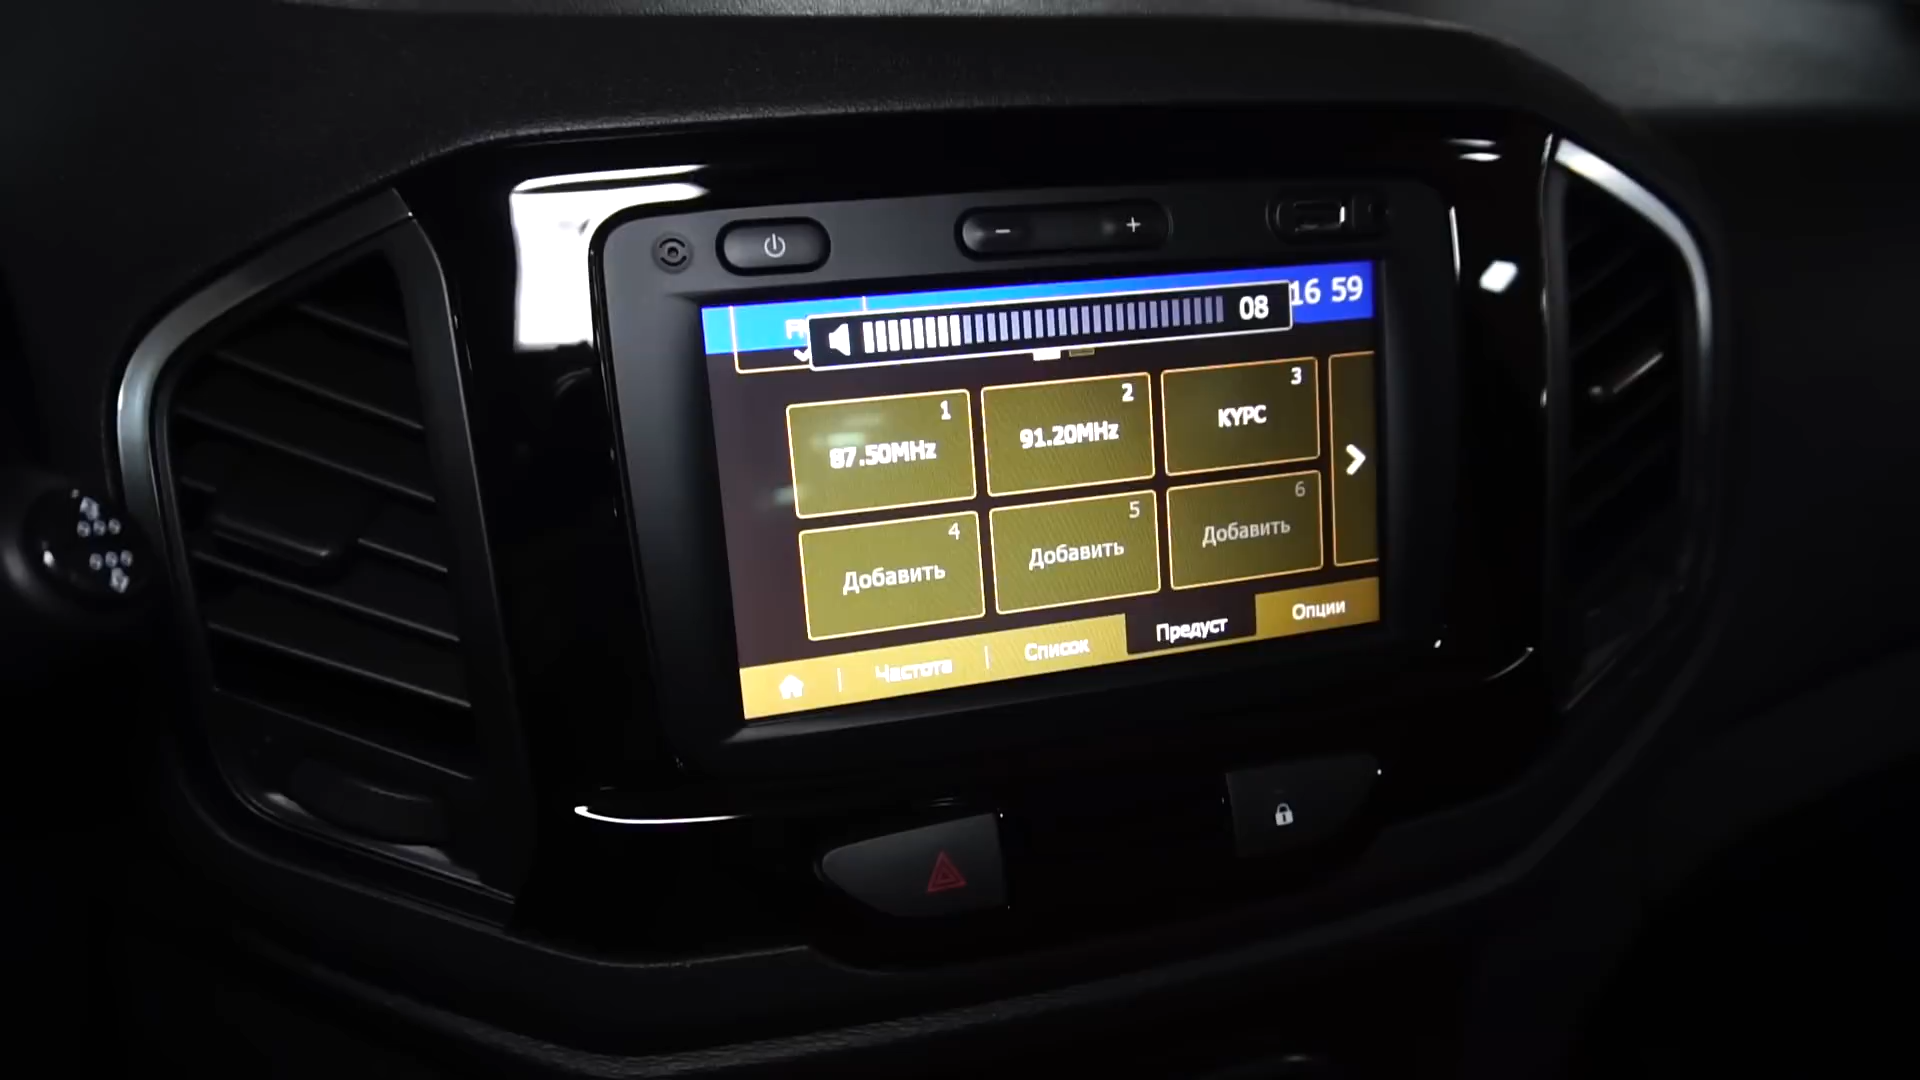 08
16 59
1
87.50MHz
2
91.20MHz
3
КУРС
4
Добавить
5
Добавить
6
Добавить
Частота
Список
Предуст
Опции